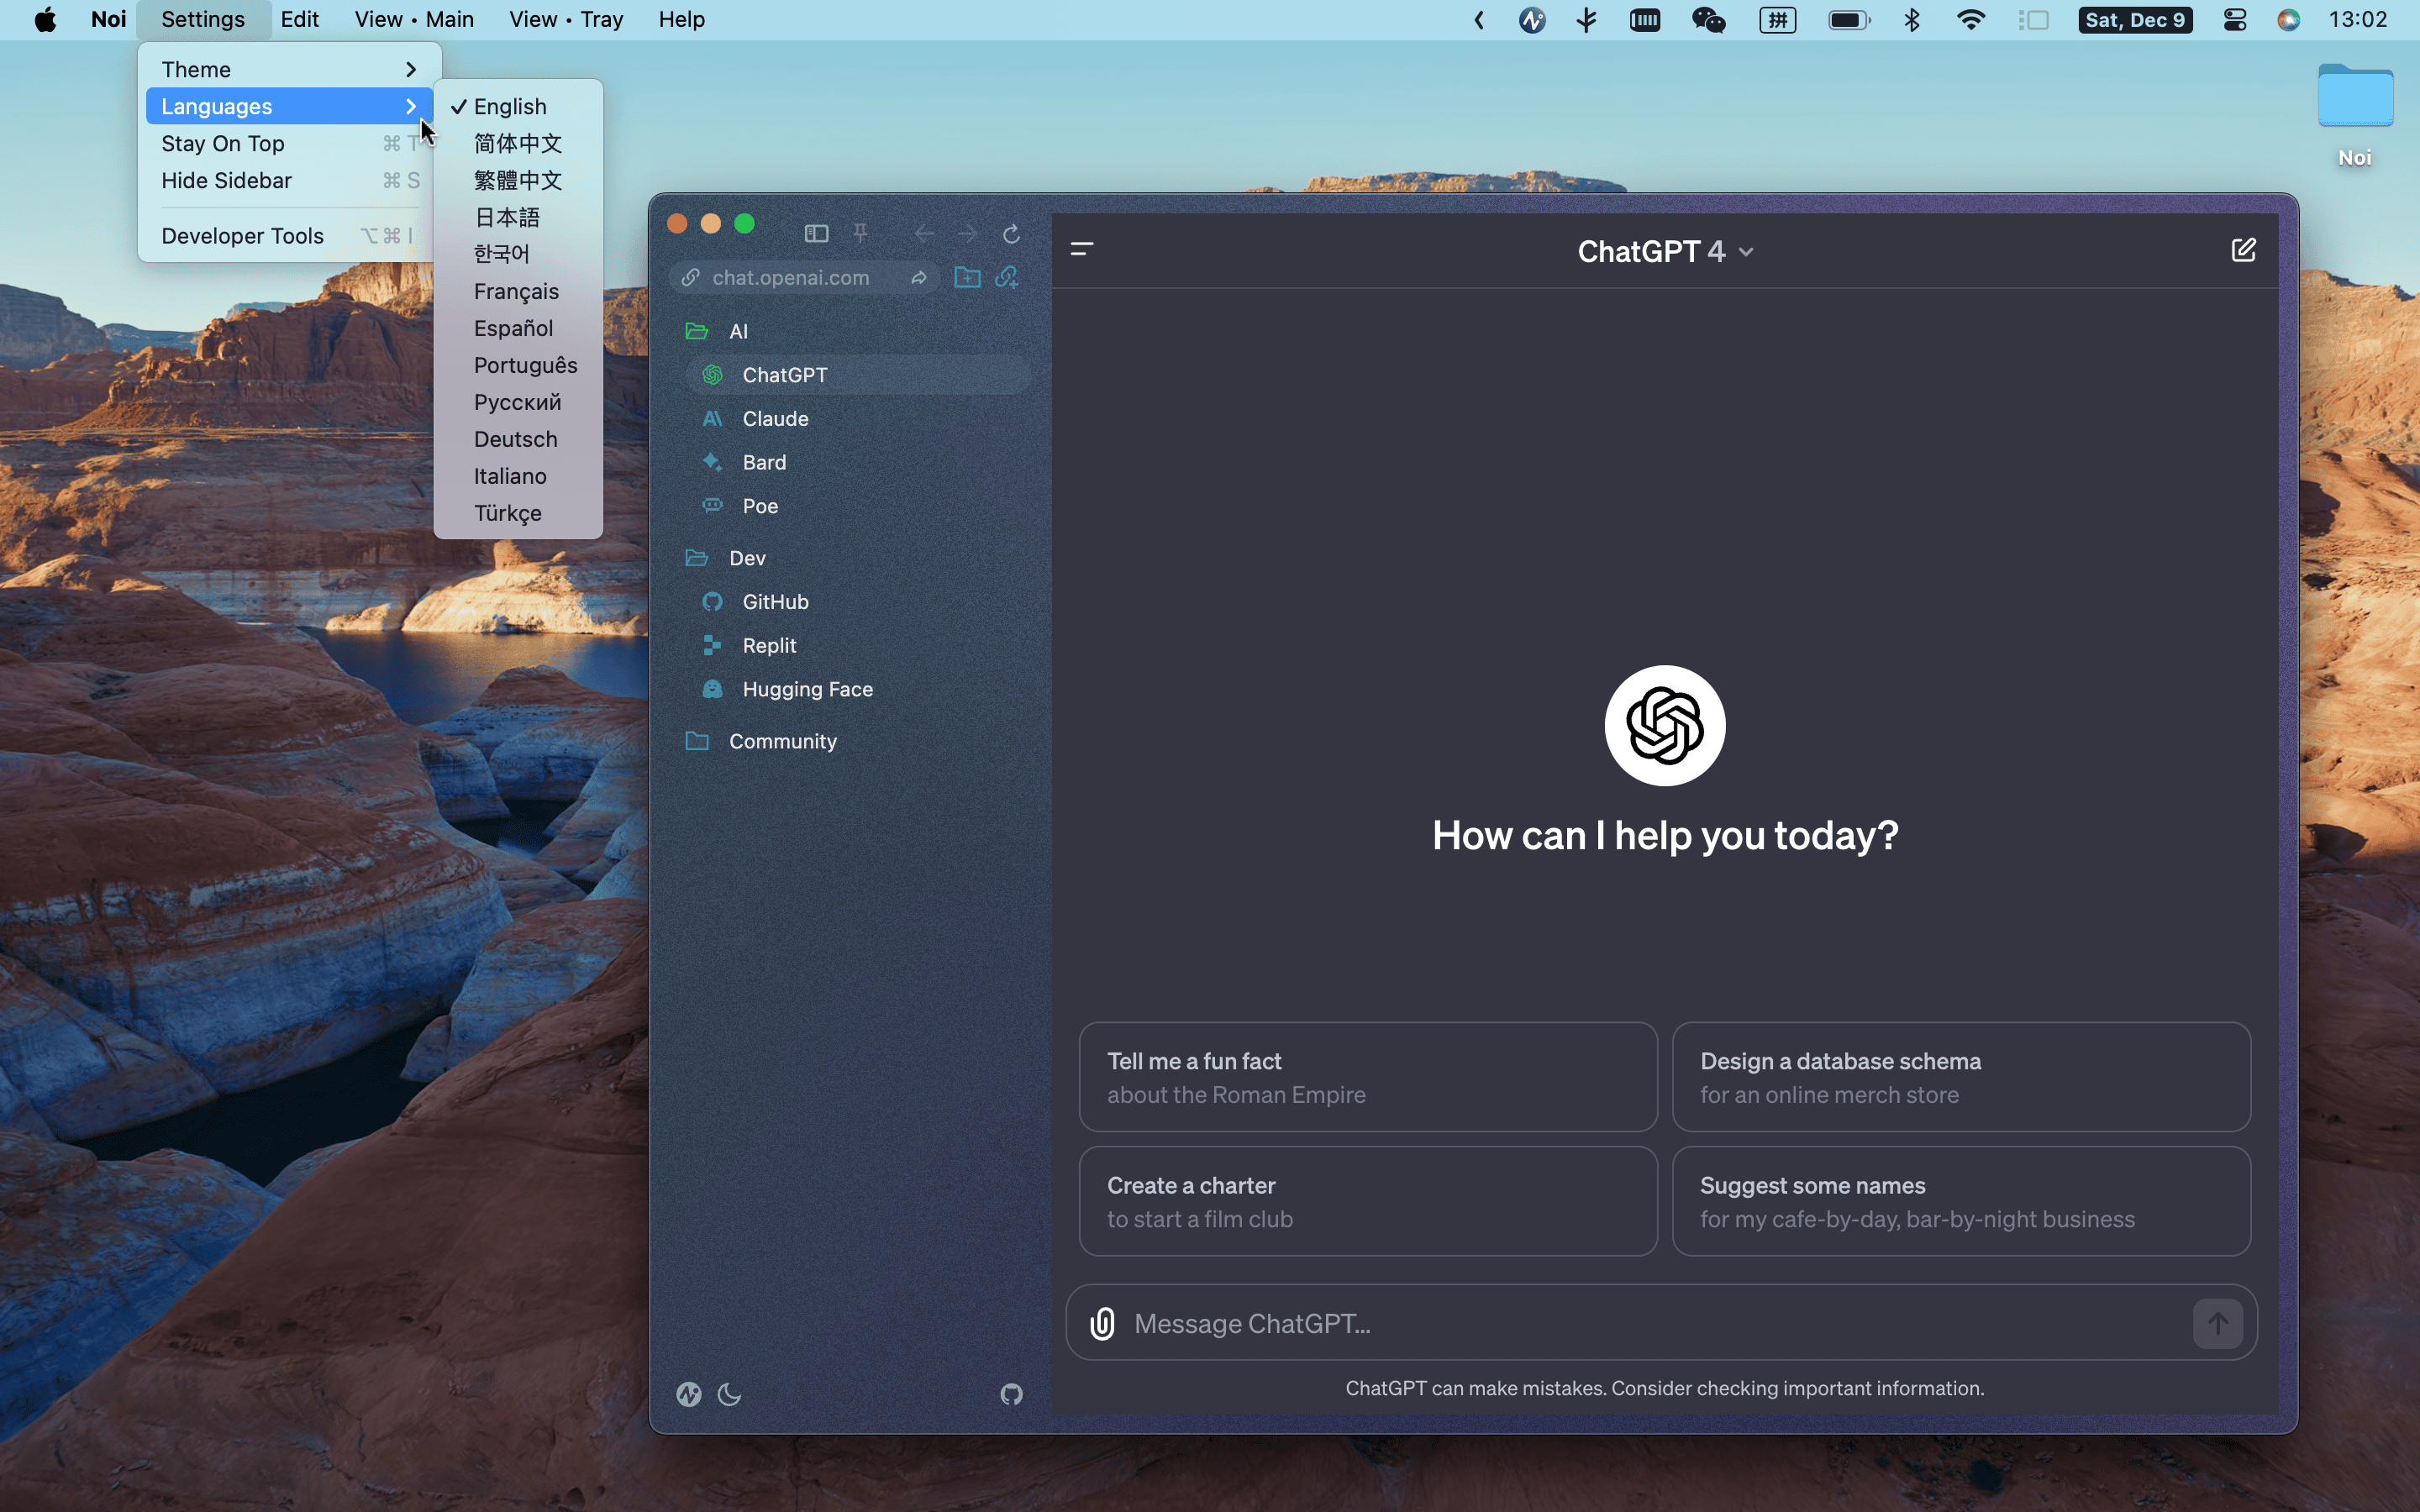 Noi Settings Edit View • Main View • Tray Help 拼 Sat, Dec 9 13:02
Theme
Languages
Stay On Top ⌘ T
Hide Sidebar ⌘ S
Developer Tools ⌥ ⌘ I
✓ English
简体中文
繁體中文
日本語
한국어
Français
Español
Português
Русский
Deutsch
Italiano
Türkçe
Noi
chat.openai.com
AI
ChatGPT
Claude
Bard
Poe
Dev
GitHub
Replit
Hugging Face
Community
ChatGPT 4
How can I help you today?
Tell me a fun fact
about the Roman Empire
Design a database schema
for an online merch store
Create a charter
to start a film club
Suggest some names
for my cafe-by-day, bar-by-night business
Message ChatGPT...
ChatGPT can make mistakes. Consider checking important information.